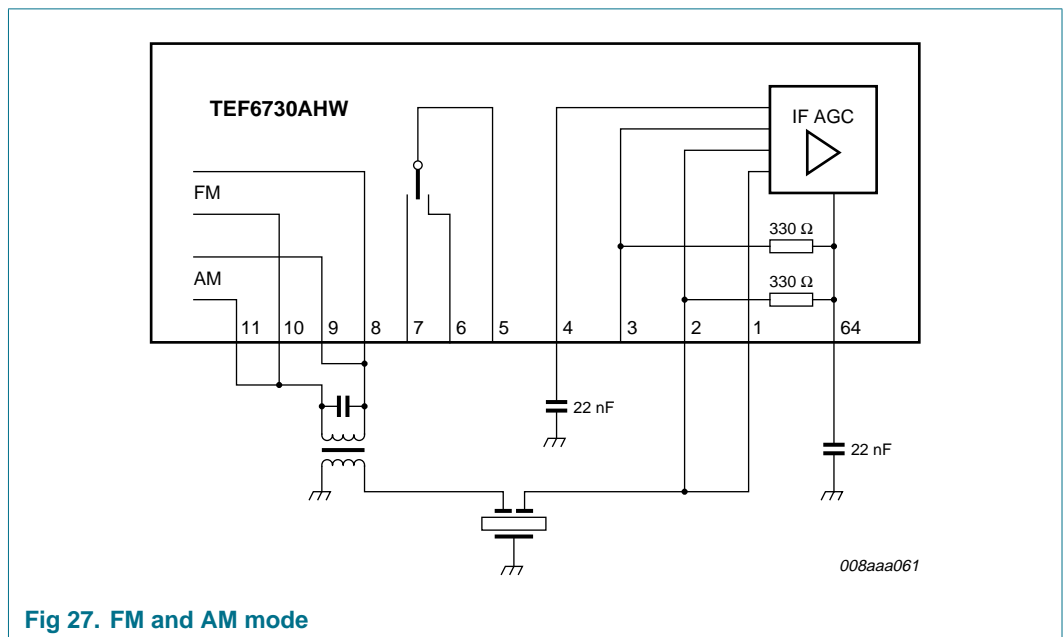 TEF6730AHW
IF AGC
FM
330 Ω
AM
330 Ω
11 10 9 8 7 6 5 4 3 2 1 64
22 nF
22 nF
008aaa061
Fig 27. FM and AM mode